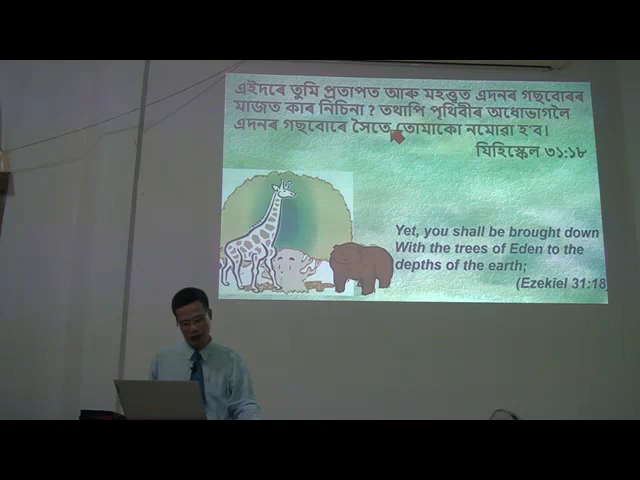 এইদৰে তুমি প্ৰতাপত আৰু মহত্ত্বত এদনৰ গছবোৰৰ
মাজত কাৰ নিচিনা ? তথাপি পৃথিবীৰ অধোভাগলৈ
এদনৰ গছবোৰে সৈতে তোমাকো নমোৱা হ'ব।
যিহিস্কেল ৩১:১৮
Yet, you shall be brought down
With the trees of Eden to the
depths of the earth;
(Ezekiel 31:18